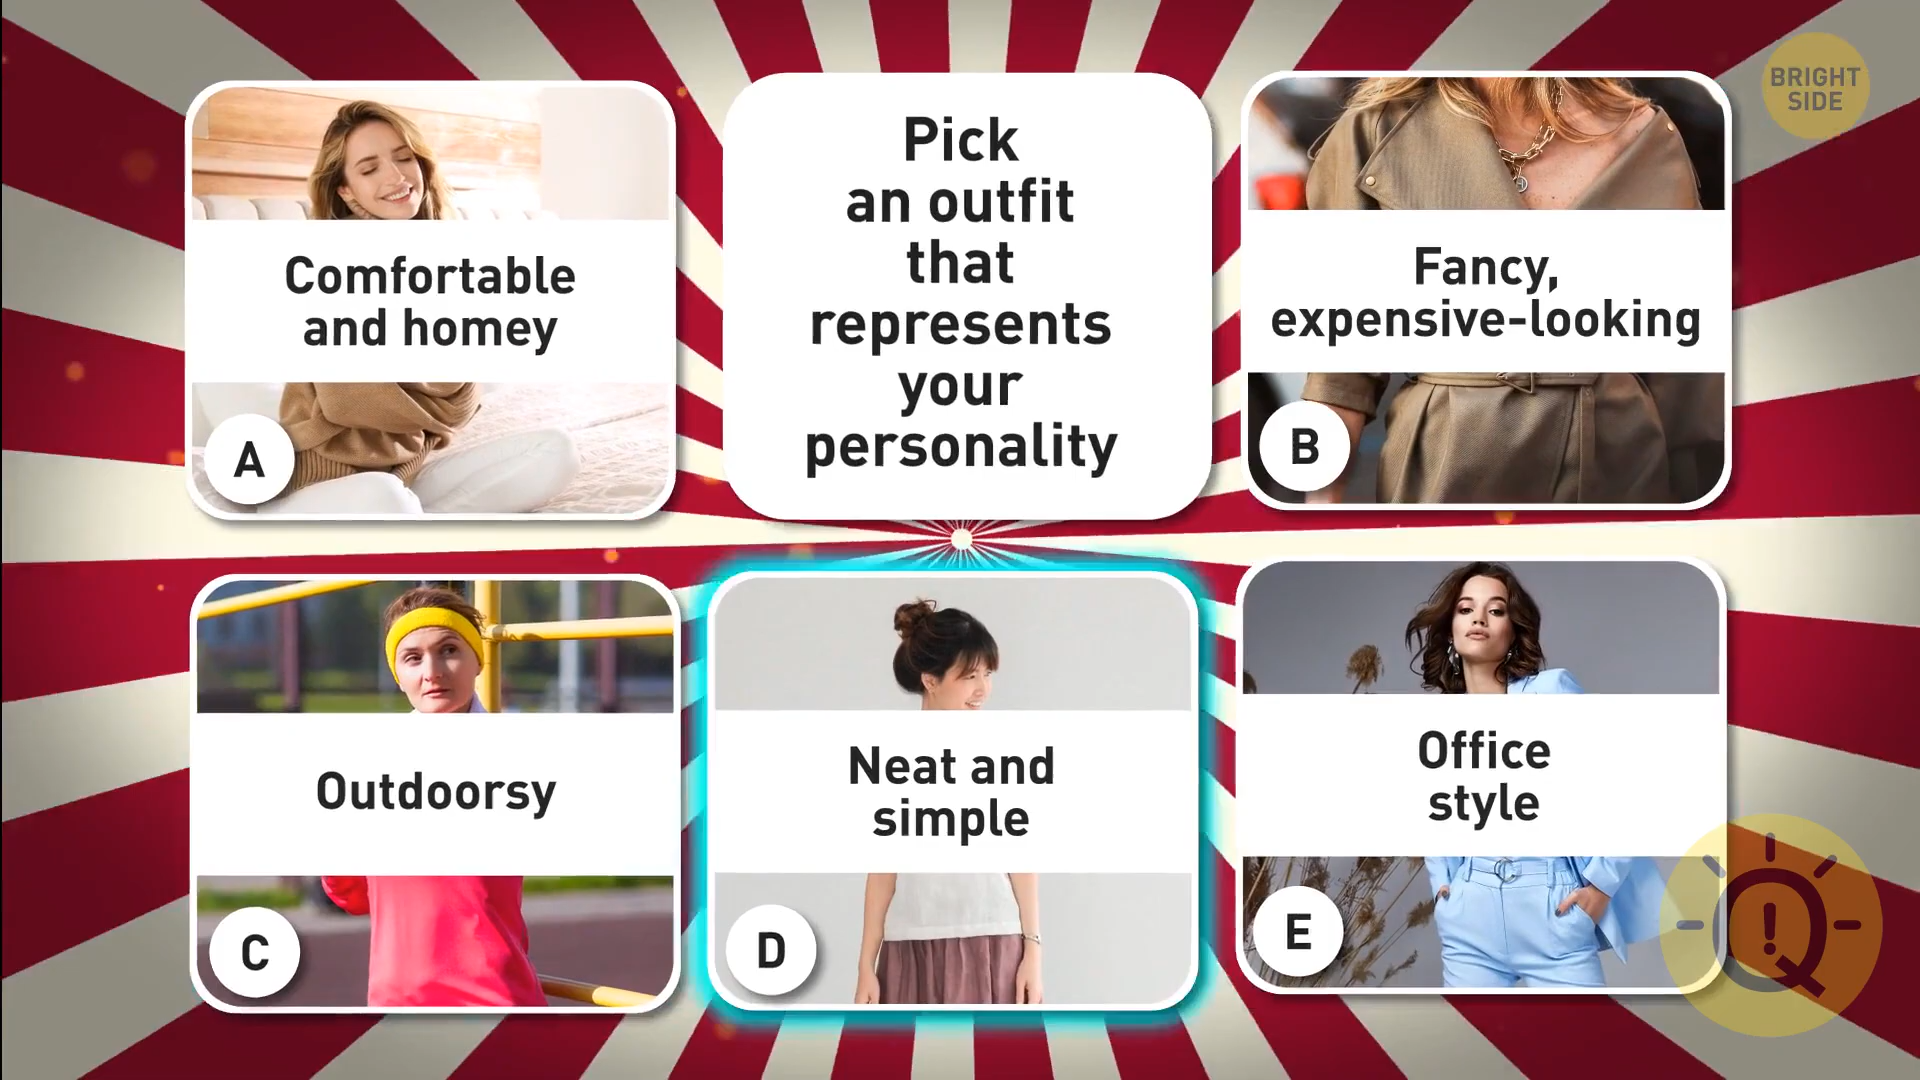 BRIGHT
SIDE
Pick
an outfit
that
represents
your
personality
Comfortable
and homey
A
Fancy,
expensive-looking
B
Outdoorsy
C
Neat and
simple
D
Office
style
E
Q!